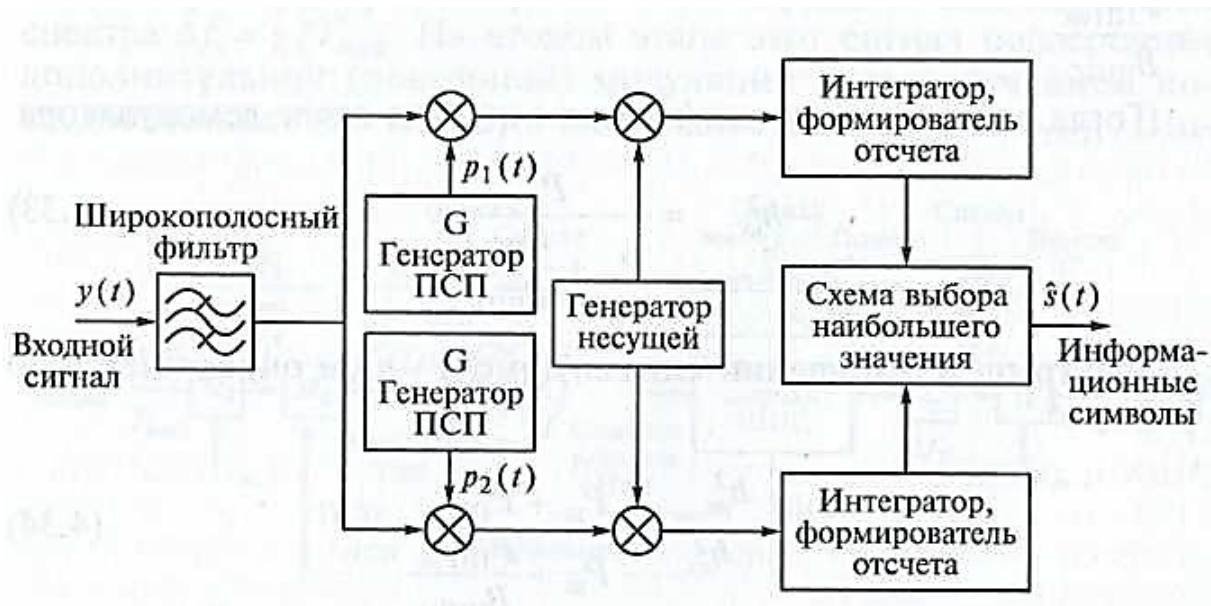 Интегратор,
формирователь
отсчета
p₁(t)
Широкополосный
фильтр
G
Генератор
ПСП
y(t)
Входной
сигнал
Генератор
несущей
Схема выбора
наибольшего
значения
ŝ(t)
Информа-
ционные
символы
G
Генератор
ПСП
p₂(t)
Интегратор,
формирователь
отсчета